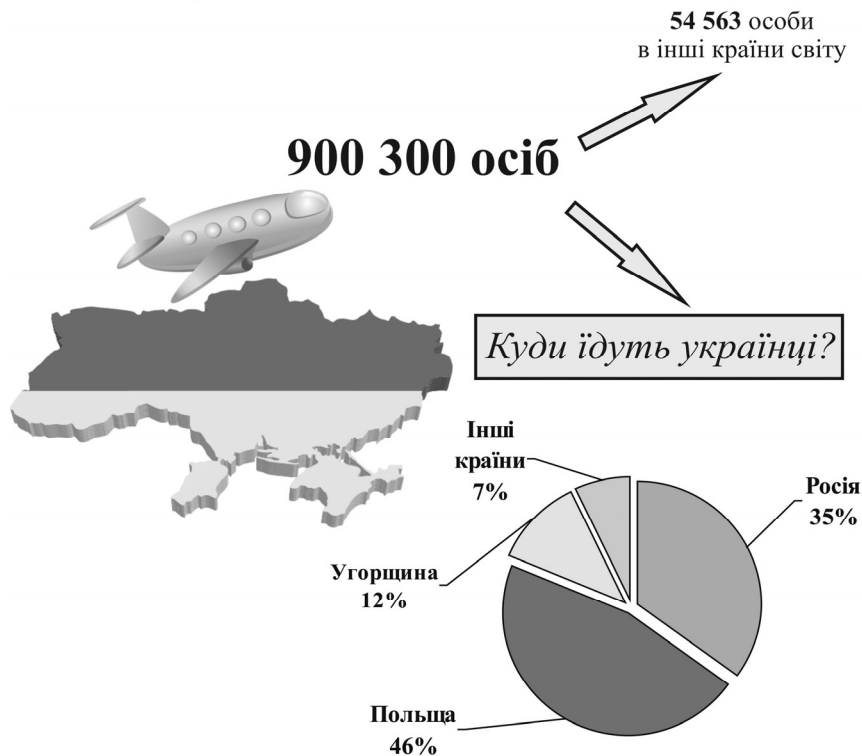 54 563 особи
в інші країни світу
900 300 осіб
Куди їдуть українці?
Інші
країни
7%
Росія
35%
Угорщина
12%
Польща
46%